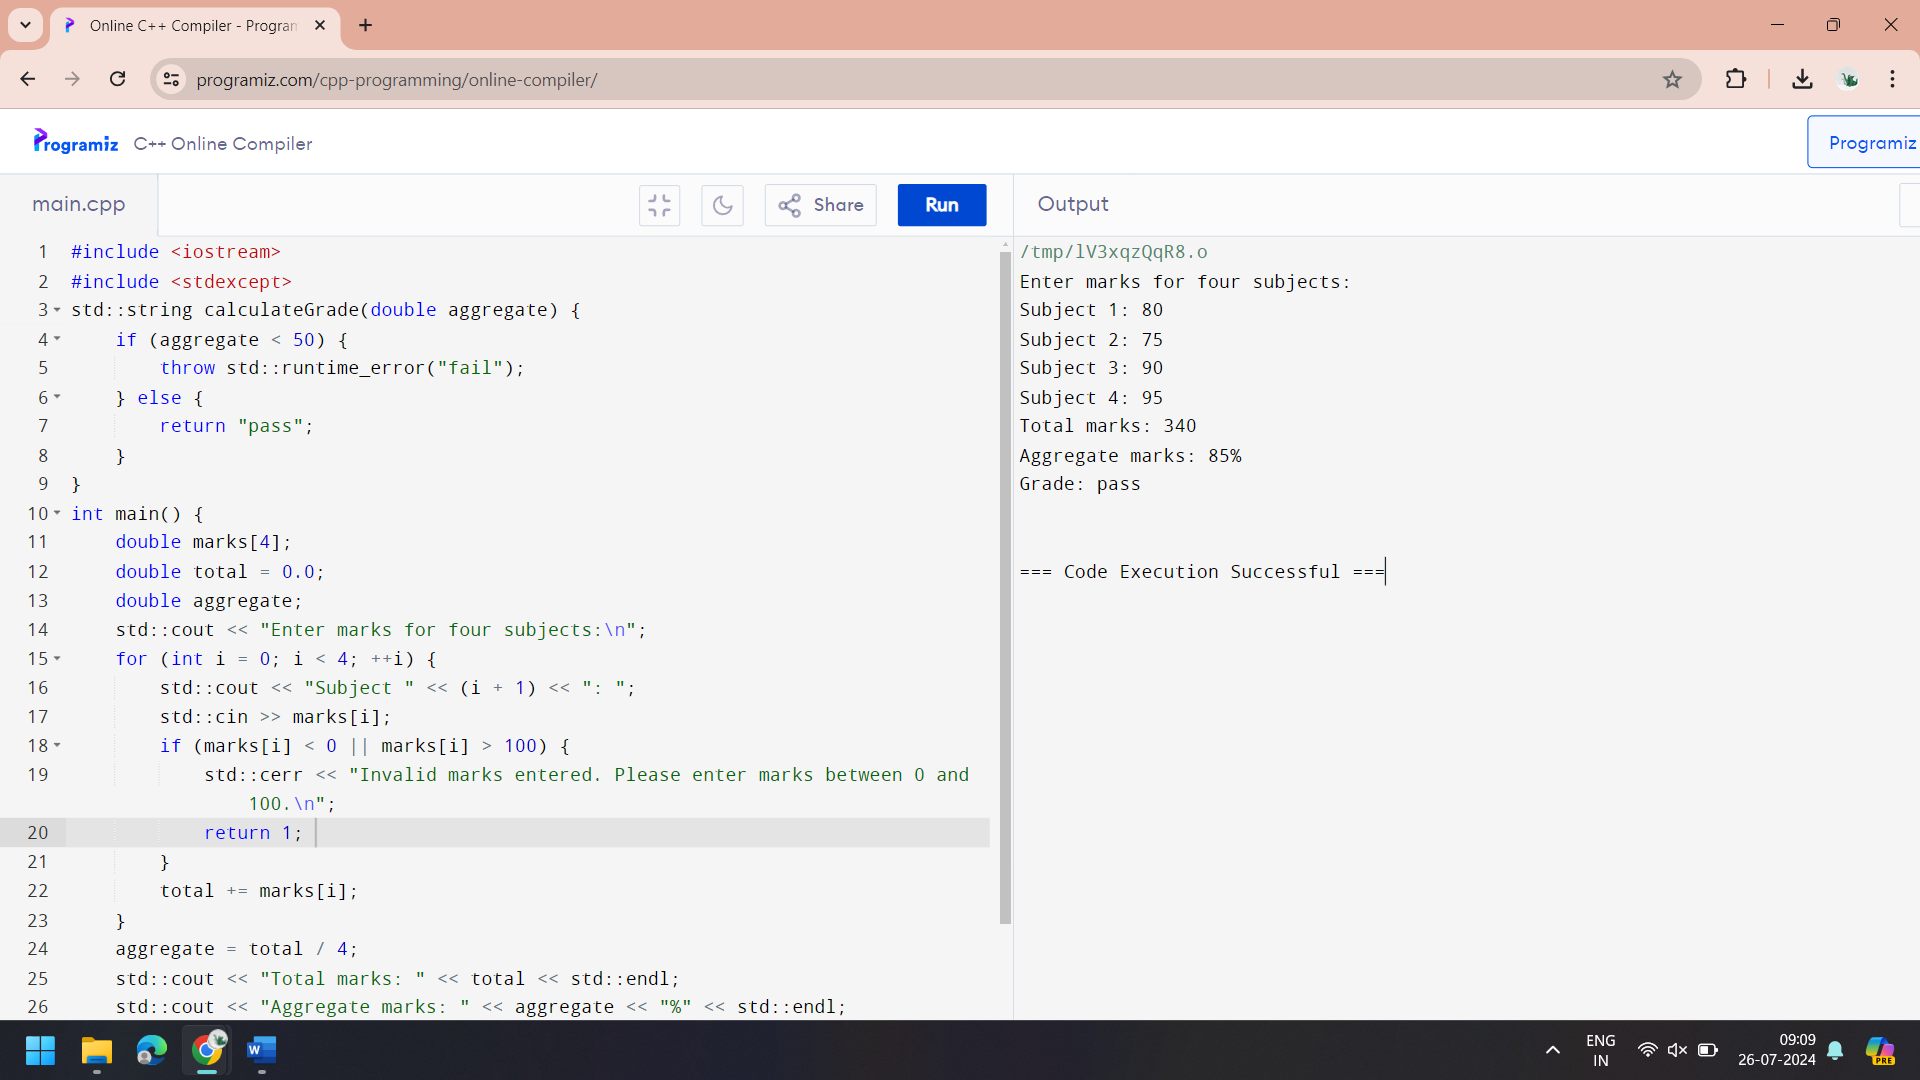 Online C++ Compiler - Program
programiz.com/cpp-programming/online-compiler/
Programiz C++ Online Compiler
Programiz
main.cpp
Share
Run
Output
1 #include <iostream>
2 #include <stdexcept>
3 std::string calculateGrade(double aggregate) {
4 if (aggregate < 50) {
5 throw std::runtime_error("fail");
6 } else {
7 return "pass";
8 }
9 }
10 int main() {
11 double marks[4];
12 double total = 0.0;
13 double aggregate;
14 std::cout << "Enter marks for four subjects:\n";
15 for (int i = 0; i < 4; ++i) {
16 std::cout << "Subject " << (i + 1) << ": ";
17 std::cin >> marks[i];
18 if (marks[i] < 0 || marks[i] > 100) {
19 std::cerr << "Invalid marks entered. Please enter marks between 0 and
100.\n";
20 return 1;
21 }
22 total += marks[i];
23 }
24 aggregate = total / 4;
25 std::cout << "Total marks: " << total << std::endl;
26 std::cout << "Aggregate marks: " << aggregate << "%" << std::endl;
/tmp/lV3xqzQqR8.o
Enter marks for four subjects:
Subject 1: 80
Subject 2: 75
Subject 3: 90
Subject 4: 95
Total marks: 340
Aggregate marks: 85%
Grade: pass
=== Code Execution Successful ===
W
ENG
IN
09:09
26-07-2024
PRE